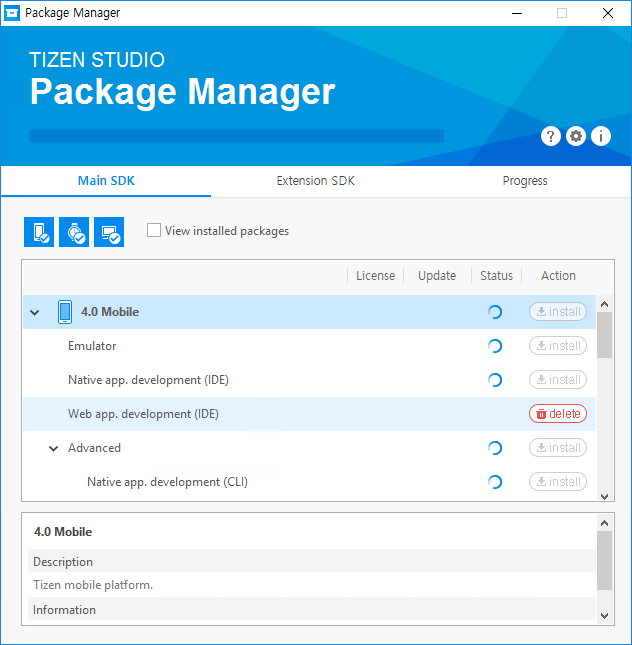 Package Manager
TIZEN STUDIO
Package Manager
?
i
Main SDK Extension SDK Progress
View installed packages
License Update Status Action
4.0 Mobile install
Emulator install
Native app. development (IDE) install
Web app. development (IDE) delete
Advanced install
Native app. development (CLI) install
4.0 Mobile
Description
Tizen mobile platform.
Information